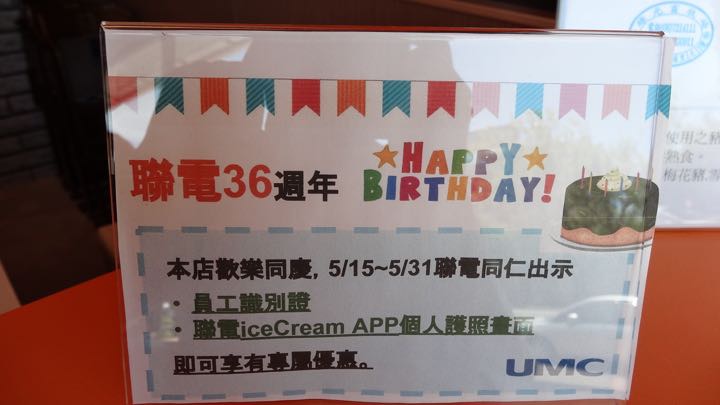 聯電36週年
HAPPY
BIRTHDAY!
本店歡樂同慶, 5/15~5/31聯電同仁出示
・員工識別證
・聯電iceCream APP個人護照畫面
即可享有專屬優惠。
UMC
使用之豬
熟食。
梅花豬.雪